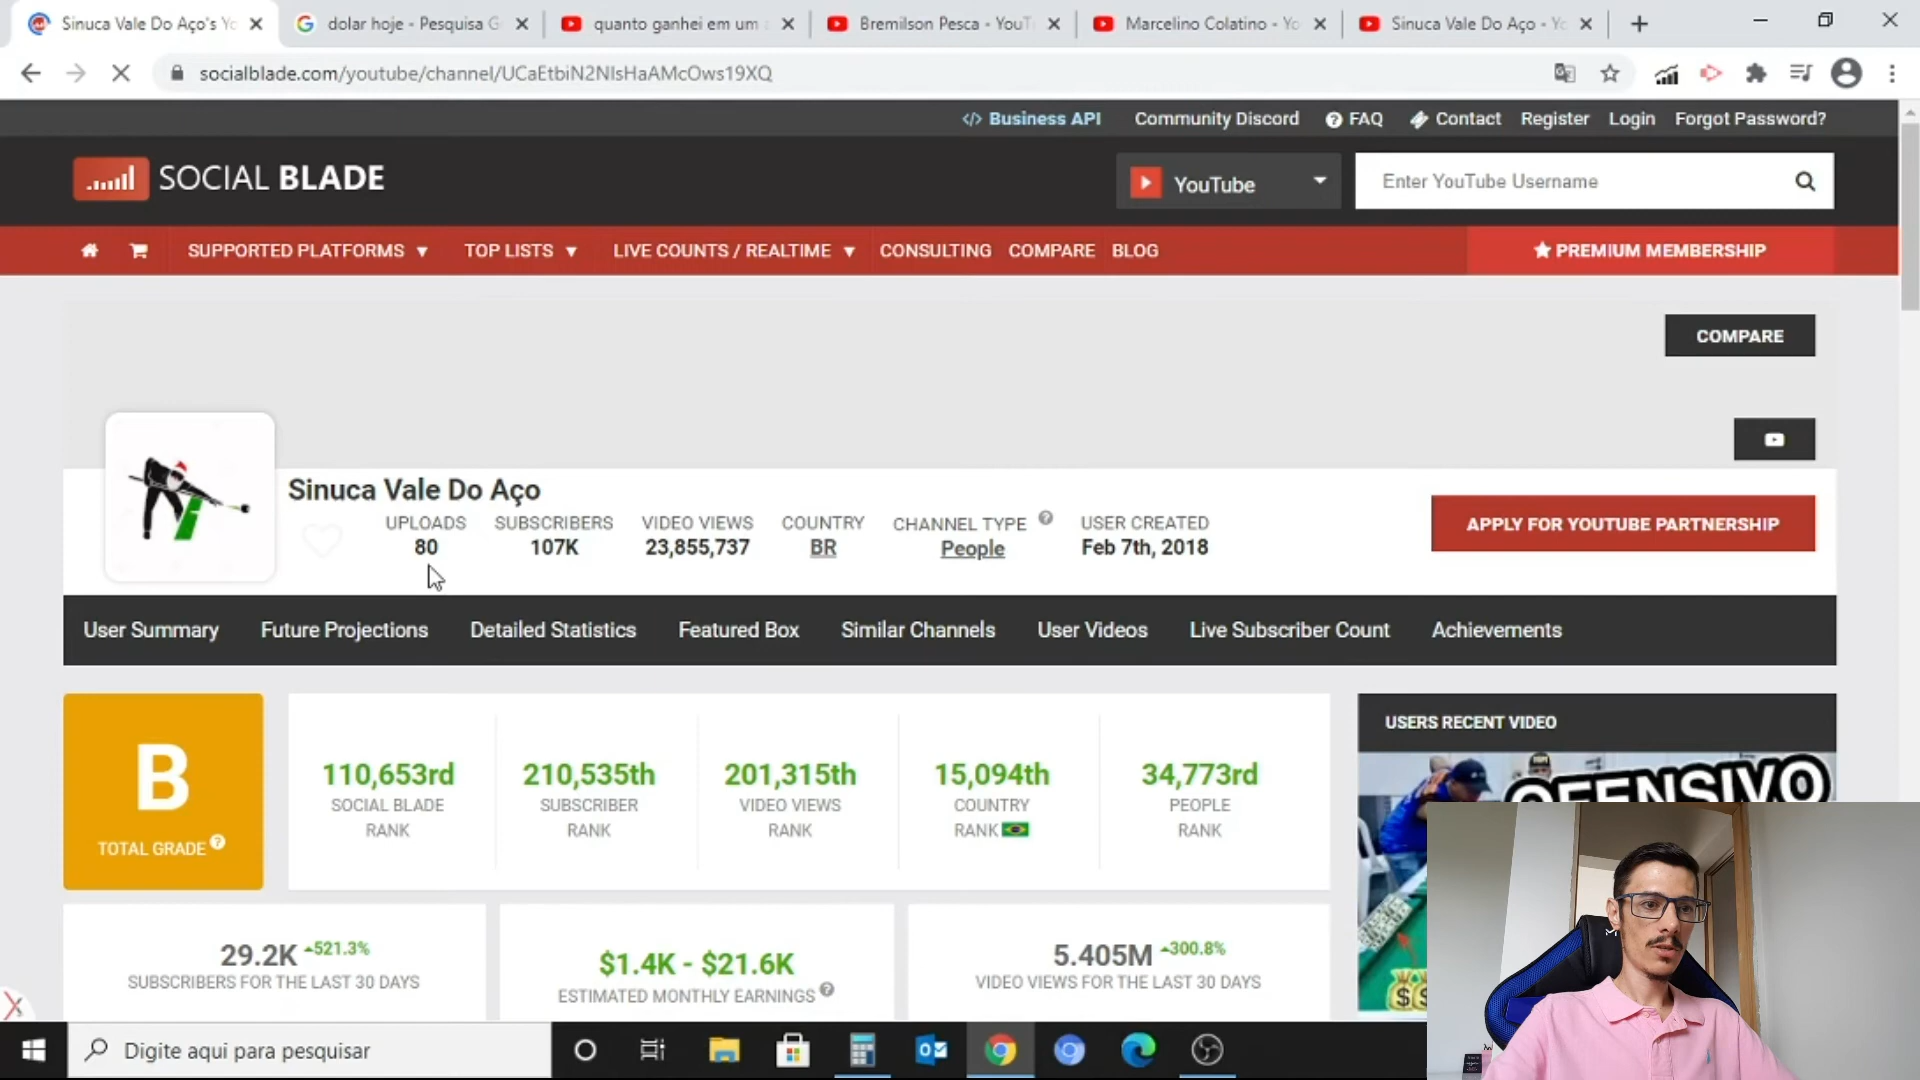 Sinuca Vale Do Aço's Yo
dolar hoje - Pesquisa G
quanto ganhei em um
Bremilson Pesca - YouT
Marcelino Colatino - Yo
Sinuca Vale Do Aço - Yo
socialblade.com/youtube/channel/UCaEtbiN2NIsHaAMcOws19XQ
</> Business API
Community Discord
FAQ
Contact
Register
Login
Forgot Password?
SOCIAL BLADE
YouTube
Enter YouTube Username
SUPPORTED PLATFORMS
TOP LISTS
LIVE COUNTS / REALTIME
CONSULTING
COMPARE
BLOG
PREMIUM MEMBERSHIP
COMPARE
Sinuca Vale Do Aço
UPLOADS
80
SUBSCRIBERS
107K
VIDEO VIEWS
23,855,737
COUNTRY
BR
CHANNEL TYPE
People
USER CREATED
Feb 7th, 2018
APPLY FOR YOUTUBE PARTNERSHIP
User Summary
Future Projections
Detailed Statistics
Featured Box
Similar Channels
User Videos
Live Subscriber Count
Achievements
B
TOTAL GRADE
110,653rd
SOCIAL BLADE
RANK
210,535th
SUBSCRIBER
RANK
201,315th
VIDEO VIEWS
RANK
15,094th
COUNTRY
RANK
34,773rd
PEOPLE
RANK
USERS RECENT VIDEO
OFENSIVO
29.2K 521.3%
SUBSCRIBERS FOR THE LAST 30 DAYS
$1.4K - $21.6K
ESTIMATED MONTHLY EARNINGS
5.405M 300.8%
VIDEO VIEWS FOR THE LAST 30 DAYS
Digite aqui para pesquisar